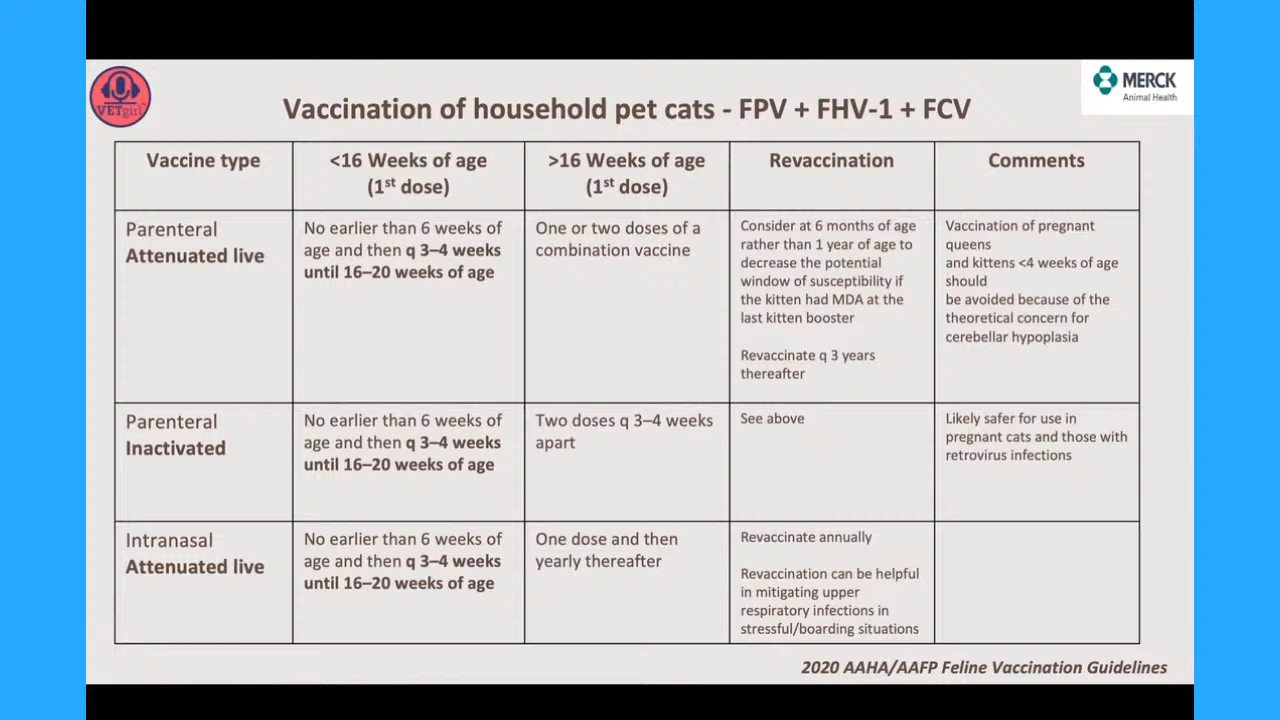 VETgirl
MERCK
Animal Health
Vaccination of household pet cats - FPV + FHV-1 + FCV
Vaccine type
<16 Weeks of age
(1st dose)
>16 Weeks of age
(1st dose)
Revaccination
Comments
Parenteral
Attenuated live
No earlier than 6 weeks of
age and then q 3–4 weeks
until 16–20 weeks of age
One or two doses of a
combination vaccine
Consider at 6 months of age
rather than 1 year of age to
decrease the potential
window of susceptibility if
the kitten had MDA at the
last kitten booster
Revaccinate q 3 years
thereafter
Vaccination of pregnant
queens
and kittens <4 weeks of age
should
be avoided because of the
theoretical concern for
cerebellar hypoplasia
Parenteral
Inactivated
No earlier than 6 weeks of
age and then q 3–4 weeks
until 16–20 weeks of age
Two doses q 3–4 weeks
apart
See above
Likely safer for use in
pregnant cats and those with
retrovirus infections
Intranasal
Attenuated live
No earlier than 6 weeks of
age and then q 3–4 weeks
until 16–20 weeks of age
One dose and then
yearly thereafter
Revaccinate annually
Revaccination can be helpful
in mitigating upper
respiratory infections in
stressful/boarding situations
2020 AAHA/AAFP Feline Vaccination Guidelines